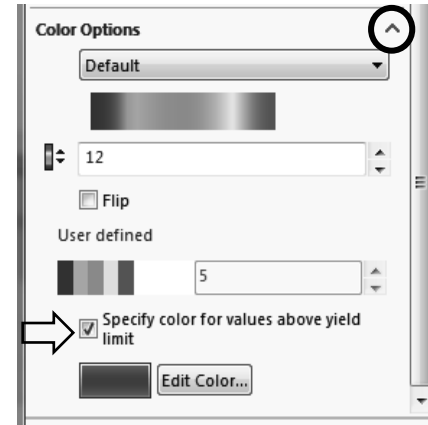 Color Options
Default
12
Flip
User defined
5
Specify color for values above yield
limit
Edit Color...